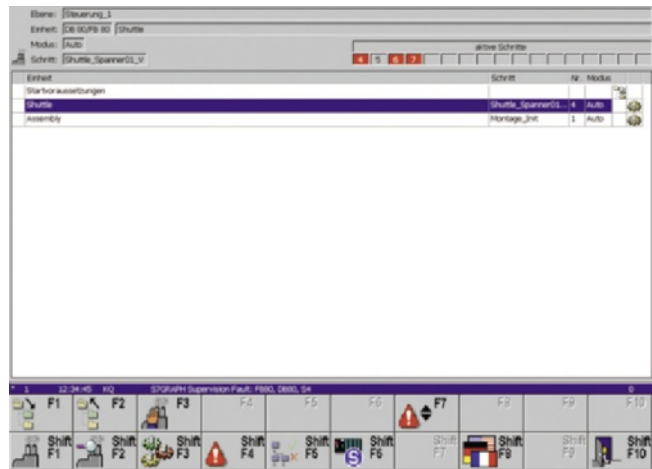 Ebene: Steuerung_1
Einheit: DB 80/FB 80 Shuttle
Modus: Auto
aktive Schritte
Schritt: Shuttle_Spanner01_V
4 5 6 7
Einheit Schritt Nr. Modus
Startvoraussetzungen
Shuttle Shuttle_Spanner01... 4 Auto
Assembly Montage_Init 1 Auto
* 1 12:34:45 KQ S7GRAPH Supervision Fault: FB80, DB80, S4 0
F1 F2 F3 F4 F5 F6 F7 F8 F9 F10
Shift Shift Shift Shift Shift Shift Shift Shift Shift Shift
F1 F2 F3 F4 F5 S F6 F7 F8 F9 F10